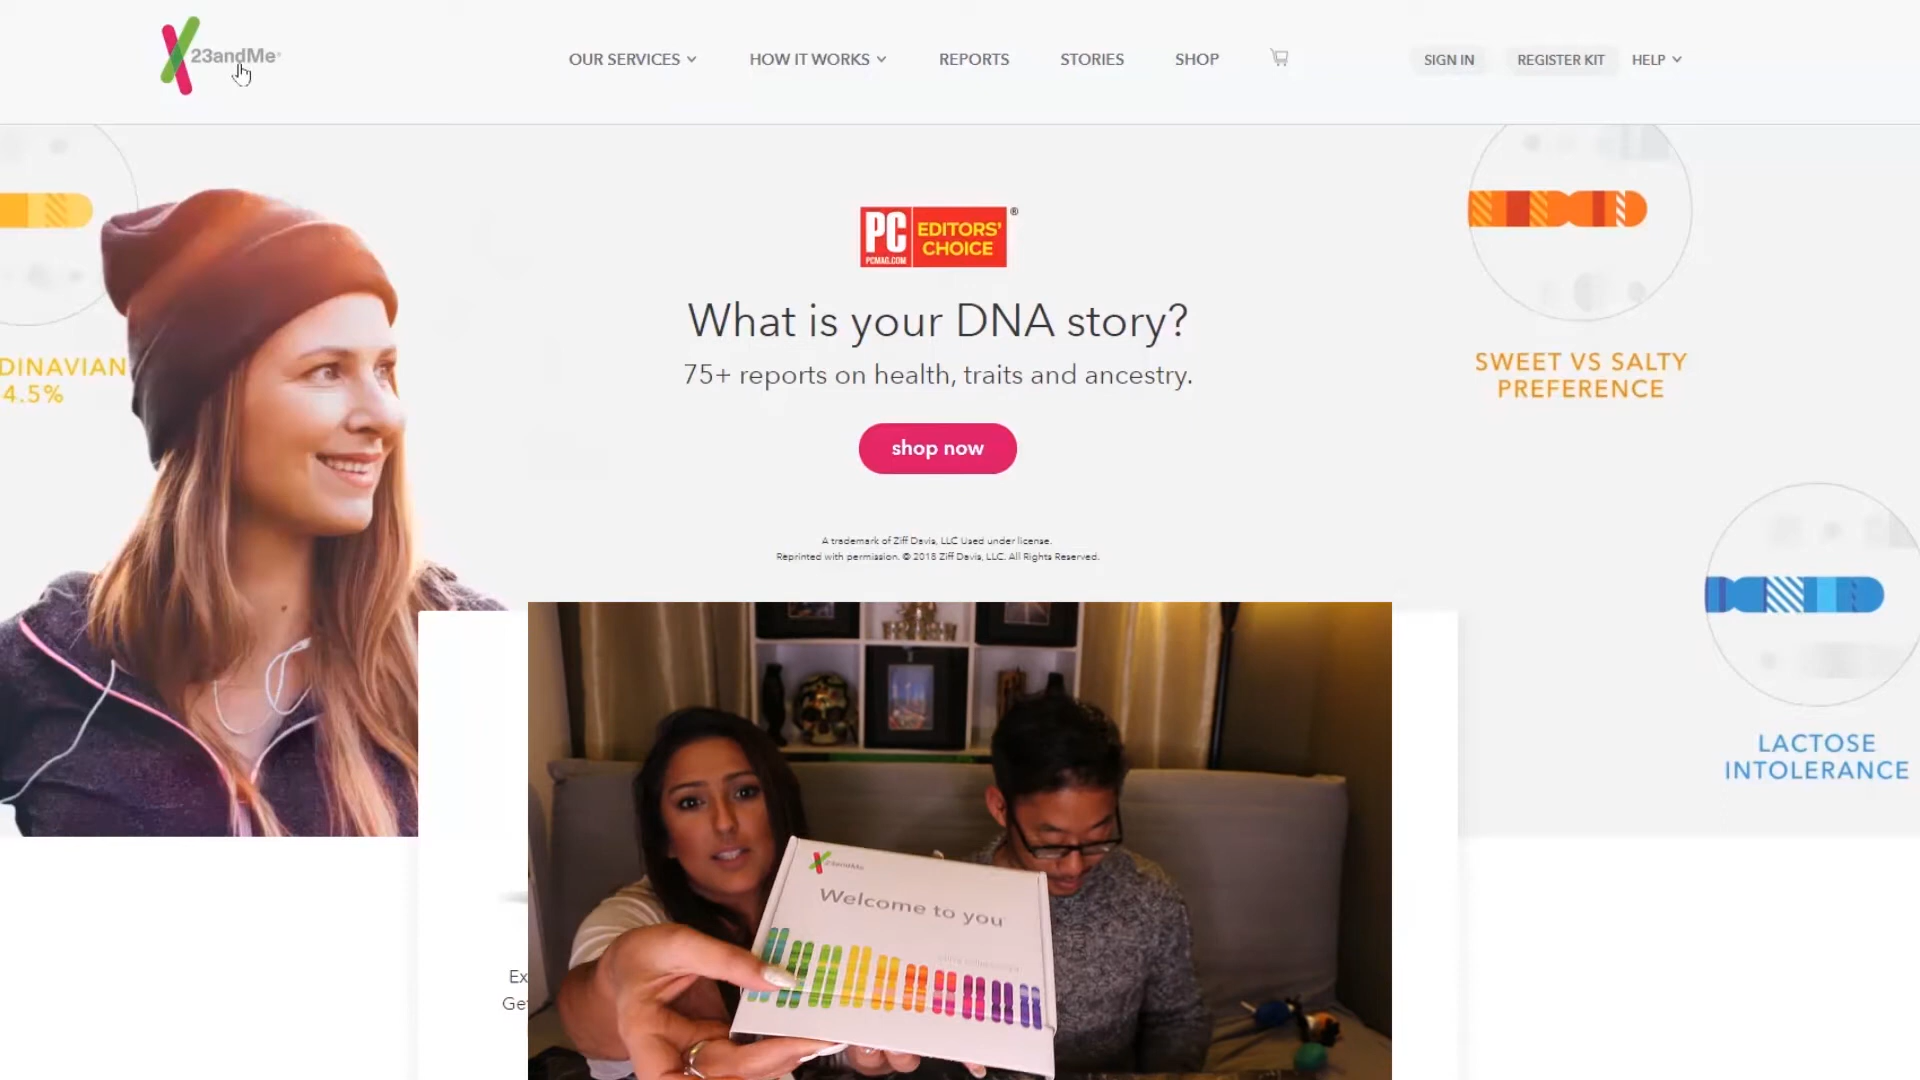 23andMe
OUR SERVICES
HOW IT WORKS
REPORTS
STORIES
SHOP
SIGN IN
REGISTER KIT
HELP
PC
PCMAG.COM
EDITORS'
CHOICE
®
What is your DNA story?
75+ reports on health, traits and ancestry.
shop now
A trademark of Ziff Davis, LLC Used under license.
Reprinted with permission. © 2018 Ziff Davis, LLC. All Rights Reserved.
DINAVIAN
4.5%
SWEET VS SALTY
PREFERENCE
LACTOSE
INTOLERANCE
Ex
Ge
23andMe
Welcome to you